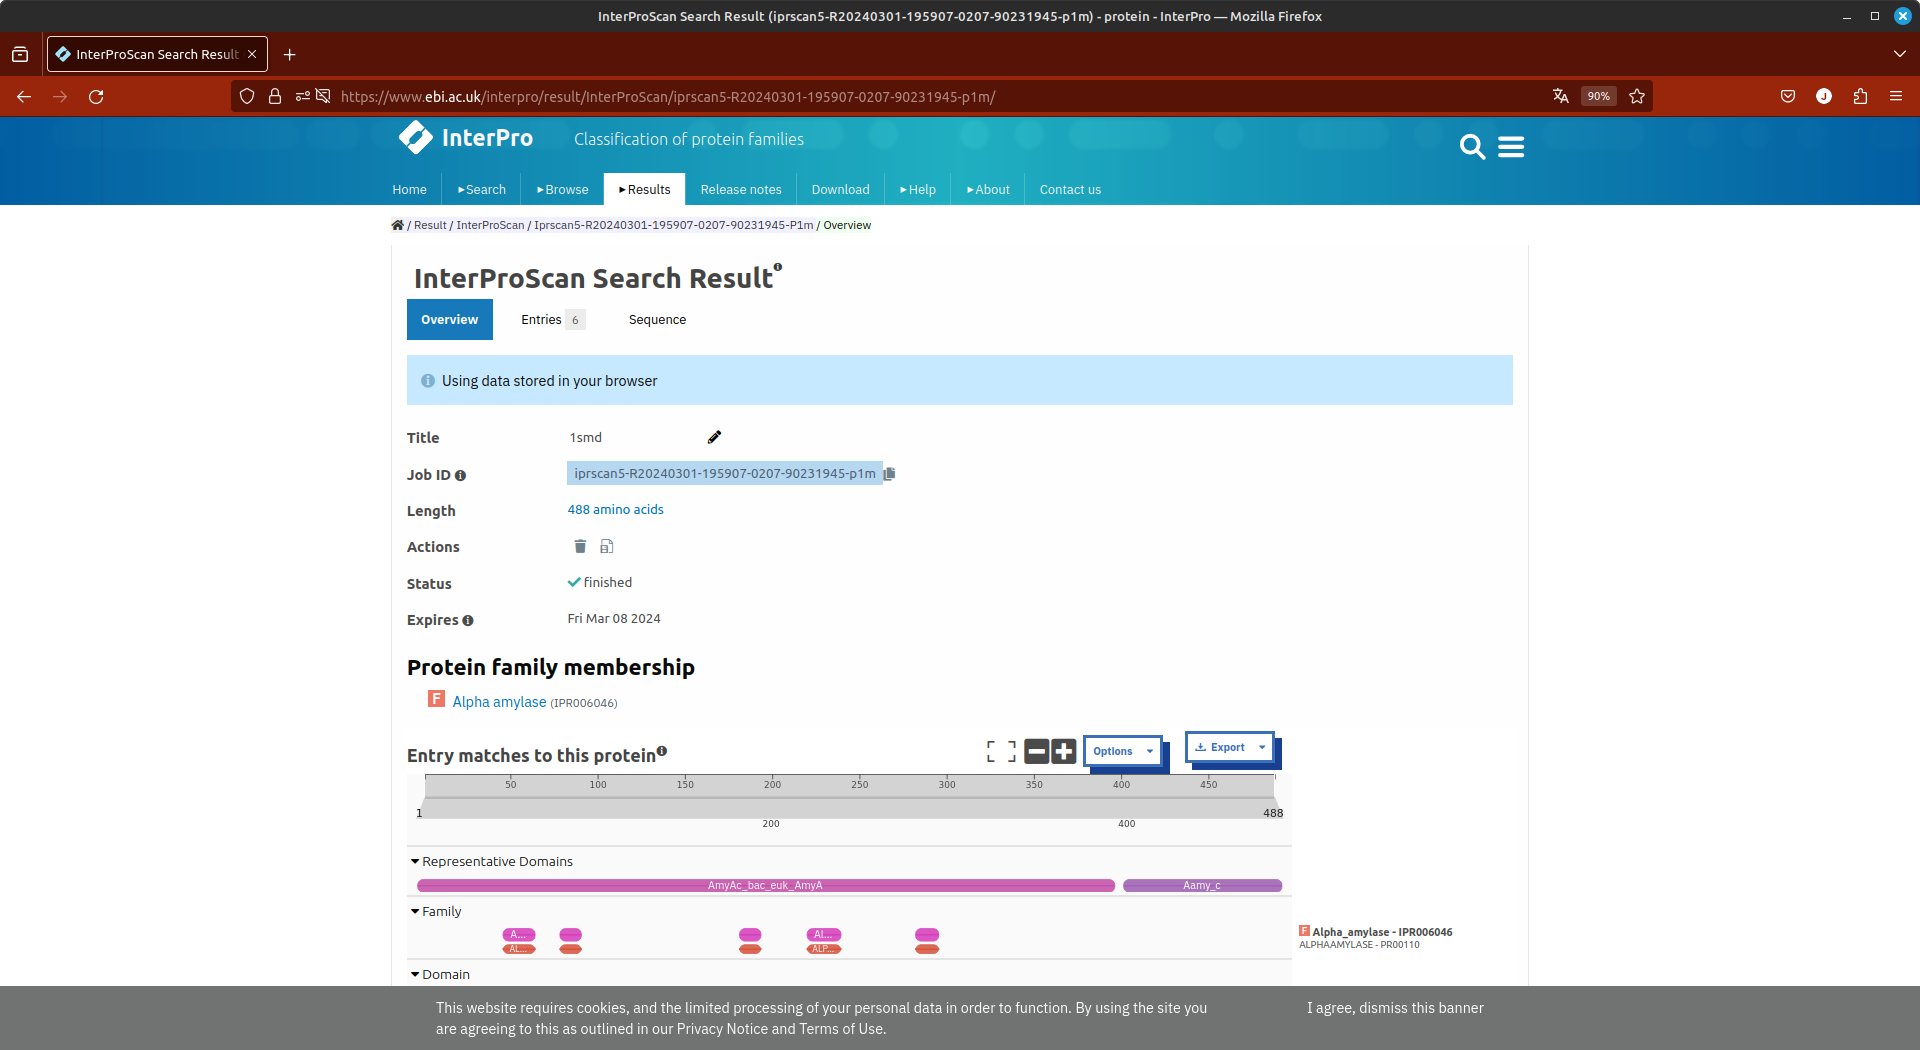 InterProScan Search Result (iprscan5-R20240301-195907-0207-90231945-p1m) - protein - InterPro — Mozilla Firefox
InterProScan Search Result
https://www.ebi.ac.uk/interpro/result/InterProScan/iprscan5-R20240301-195907-0207-90231945-p1m/
90%
J
InterPro
Classification of protein families
Home
Search
Browse
Results
Release notes
Download
Help
About
Contact us
/ Result / InterProScan / Iprscan5-R20240301-195907-0207-90231945-P1m / Overview
InterProScan Search Result
Overview
Entries 6
Sequence
Using data stored in your browser
Title 1smd
Job ID iprscan5-R20240301-195907-0207-90231945-p1m
Length 488 amino acids
Actions
Status finished
Expires Fri Mar 08 2024
Protein family membership
F Alpha amylase (IPR006046)
Entry matches to this protein
Options
Export
50 100 150 200 250 300 350 400 450
1 488
200 400
Representative Domains
AmyAc_bac_euk_AmyA Aamy_c
Family
A... Al...
AL... ALP...
F Alpha_amylase - IPR006046
ALPHAAMYLASE - PR00110
Domain
This website requires cookies, and the limited processing of your personal data in order to function. By using the site you
are agreeing to this as outlined in our Privacy Notice and Terms of Use.
I agree, dismiss this banner